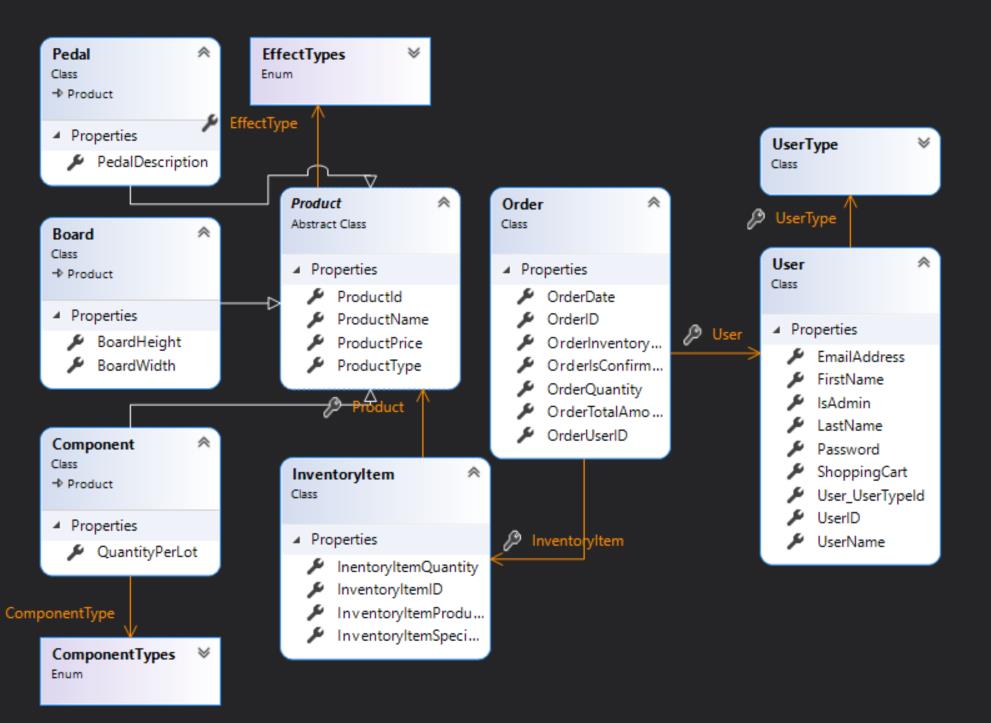 Pedal
Class
Product
Properties
PedalDescription
EffectTypes
Enum
EffectType
Board
Class
Product
Properties
BoardHeight
BoardWidth
Product
Abstract Class
Properties
ProductId
ProductName
ProductPrice
ProductType
Product
Order
Class
Properties
OrderDate
OrderID
OrderInventory...
OrderIsConfirm...
OrderQuantity
OrderTotalAmo...
OrderUserID
User
UserType
Class
UserType
User
Class
Properties
EmailAddress
FirstName
IsAdmin
LastName
Password
ShoppingCart
User_UserTypeId
UserID
UserName
Component
Class
Product
Properties
QuantityPerLot
ComponentType
ComponentTypes
Enum
InventoryItem
Class
Properties
InentoryItemQuantity
InventoryItemID
InventoryItemProdu...
InventoryItemSpeci...
InventoryItem